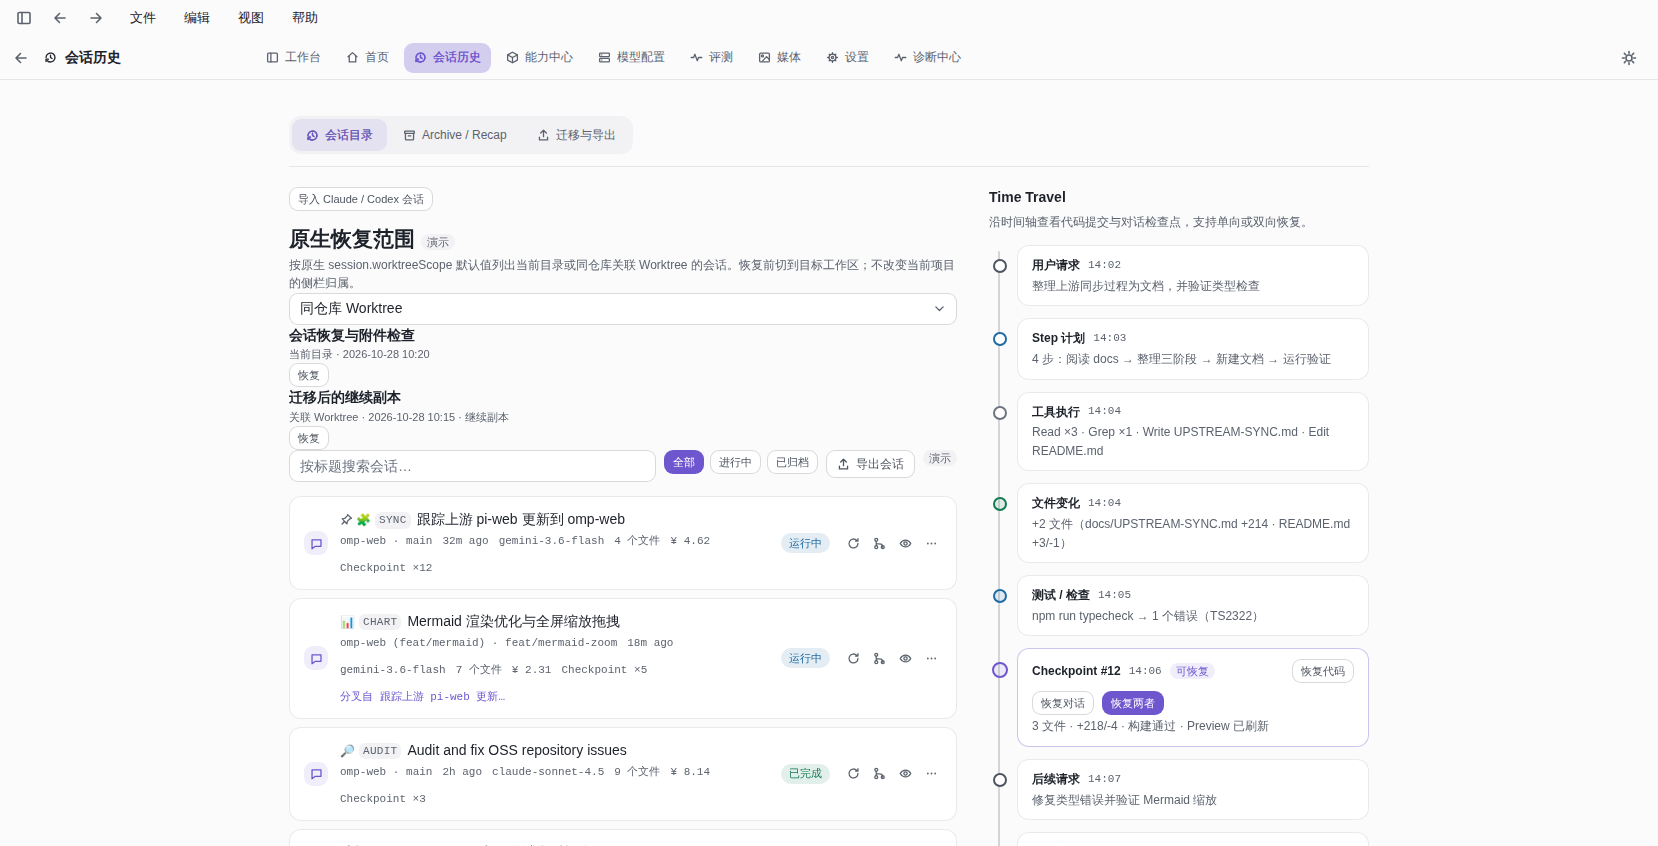 文件 编辑 视图 帮助
会话历史 工作台 首页 会话历史 能力中心 模型配置 评测 媒体 设置 诊断中心
会话目录 Archive / Recap 迁移与导出
导入 Claude / Codex 会话
原生恢复范围 演示
按原生 session.worktreeScope 默认值列出当前目录或同仓库关联 Worktree 的会话。恢复前切到目标工作区；不改变当前项目
的侧栏归属。
同仓库 Worktree
会话恢复与附件检查
当前目录 · 2026-10-28 10:20
恢复
迁移后的继续副本
关联 Worktree · 2026-10-28 10:15 · 继续副本
恢复
按标题搜索会话… 全部 进行中 已归档 导出会话 演示
SYNC 跟踪上游 pi-web 更新到 omp-web
omp-web · main 32m ago gemini-3.6-flash 4 个文件 ¥ 4.62
Checkpoint ×12
运行中
CHART Mermaid 渲染优化与全屏缩放拖拽
omp-web (feat/mermaid) · feat/mermaid-zoom 18m ago
gemini-3.6-flash 7 个文件 ¥ 2.31 Checkpoint ×5
分叉自 跟踪上游 pi-web 更新…
运行中
AUDIT Audit and fix OSS repository issues
omp-web · main 2h ago claude-sonnet-4.5 9 个文件 ¥ 8.14
Checkpoint ×3
已完成
Time Travel
沿时间轴查看代码提交与对话检查点，支持单向或双向恢复。
用户请求 14:02
整理上游同步过程为文档，并验证类型检查
Step 计划 14:03
4 步：阅读 docs → 整理三阶段 → 新建文档 → 运行验证
工具执行 14:04
Read ×3 · Grep ×1 · Write UPSTREAM-SYNC.md · Edit
README.md
文件变化 14:04
+2 文件（docs/UPSTREAM-SYNC.md +214 · README.md
+3/-1）
测试 / 检查 14:05
npm run typecheck → 1 个错误（TS2322）
Checkpoint #12 14:06 可恢复 恢复代码
恢复对话 恢复两者
3 文件 · +218/-4 · 构建通过 · Preview 已刷新
后续请求 14:07
修复类型错误并验证 Mermaid 缩放